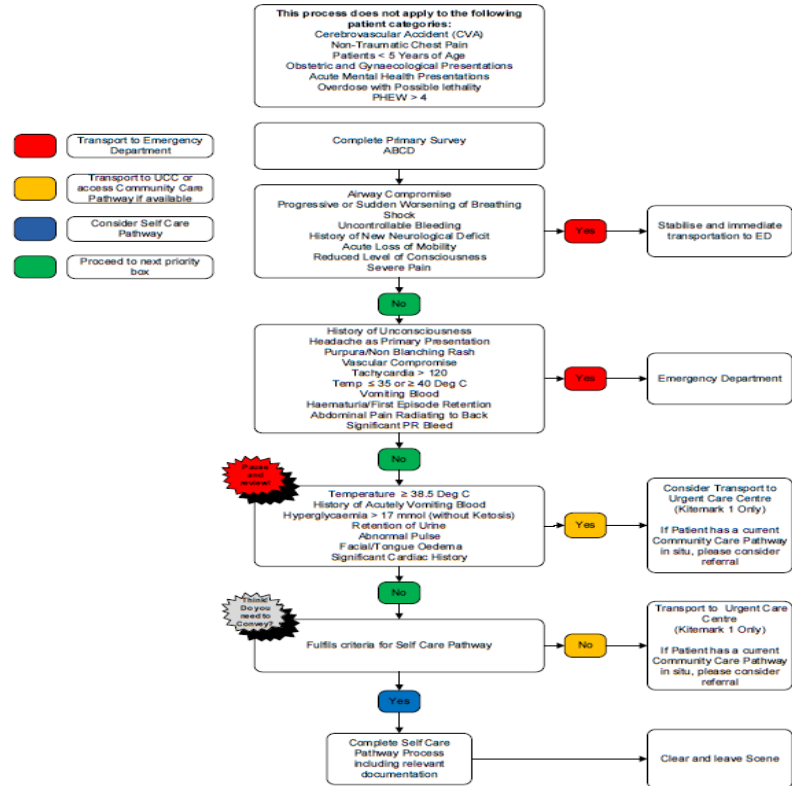 This process does not apply to the following
patient categories:
Cerebrovascular Accident (CVA)
Non-Traumatic Chest Pain
Patients < 5 Years of Age
Obstetric and Gynaecological Presentations
Acute Mental Health Presentations
Overdose with Possible lethality
PHEW > 4
Transport to Emergency
Department
Transport to UCC or
access Community Care
Pathway if available
Consider Self Care
Pathway
Proceed to next priority
box
Complete Primary Survey
ABCD
Airway Compromise
Progressive or Sudden Worsening of Breathing
Shock
Uncontrollable Bleeding
History of New Neurological Deficit
Acute Loss of Mobility
Reduced Level of Consciousness
Severe Pain
Yes
Stabilise and immediate
transportation to ED
No
History of Unconsciousness
Headache as Primary Presentation
Purpura/Non Blanching Rash
Vascular Compromise
Tachycardia > 120
Temp ≤ 35 or ≥ 40 Deg C
Vomiting Blood
Haematuria/First Episode Retention
Abdominal Pain Radiating to Back
Significant PR Bleed
Yes
Emergency Department
No
Pause
and
review!
Temperature ≥ 38.5 Deg C
History of Acutely Vomiting Blood
Hyperglycaemia > 17 mmol (without Ketosis)
Retention of Urine
Abnormal Pulse
Facial/Tongue Oedema
Significant Cardiac History
Yes
Consider Transport to
Urgent Care Centre
(Kitemark 1 Only)
If Patient has a current
Community Care Pathway
in situ, please consider
referral
No
Think!
Do you
need to
Convey?
Fulfils criteria for Self Care Pathway
No
Transport to Urgent Care
Centre
(Kitemark 1 Only)
If Patient has a current
Community Care Pathway
in situ, please consider
referral
Yes
Complete Self Care
Pathway Process
including relevant
documentation
Clear and leave Scene